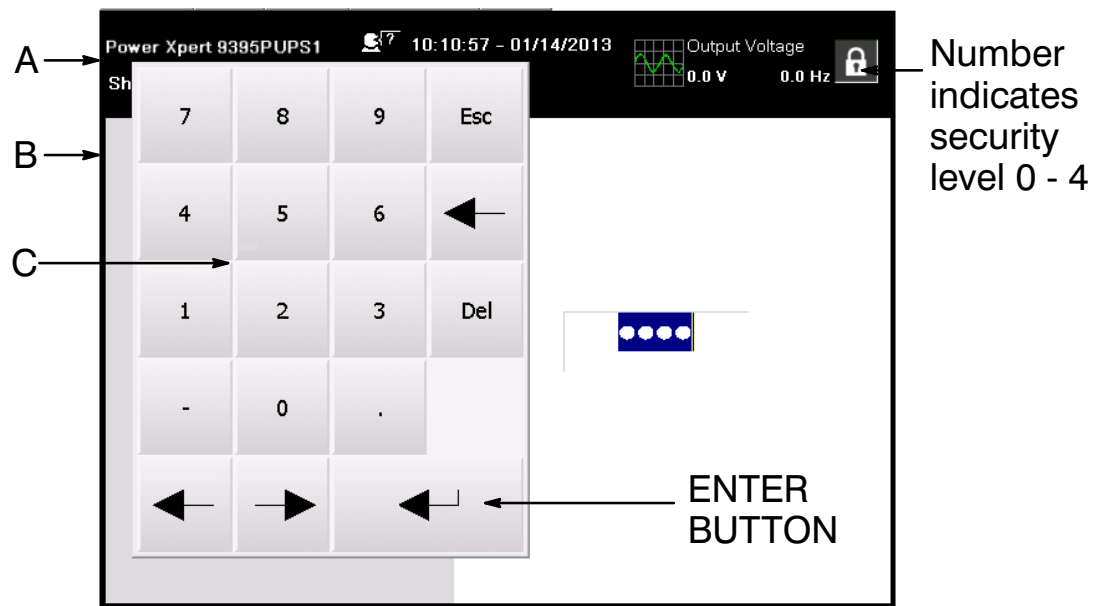 Power Xpert 9395PUPS1
? 10:10:57 - 01/14/2013
Output Voltage
0.0 V 0.0 Hz
Sh
A
B
C
Number
indicates
security
level 0 - 4
7 8 9 Esc
4 5 6
1 2 3 Del
- 0 .
ENTER
BUTTON